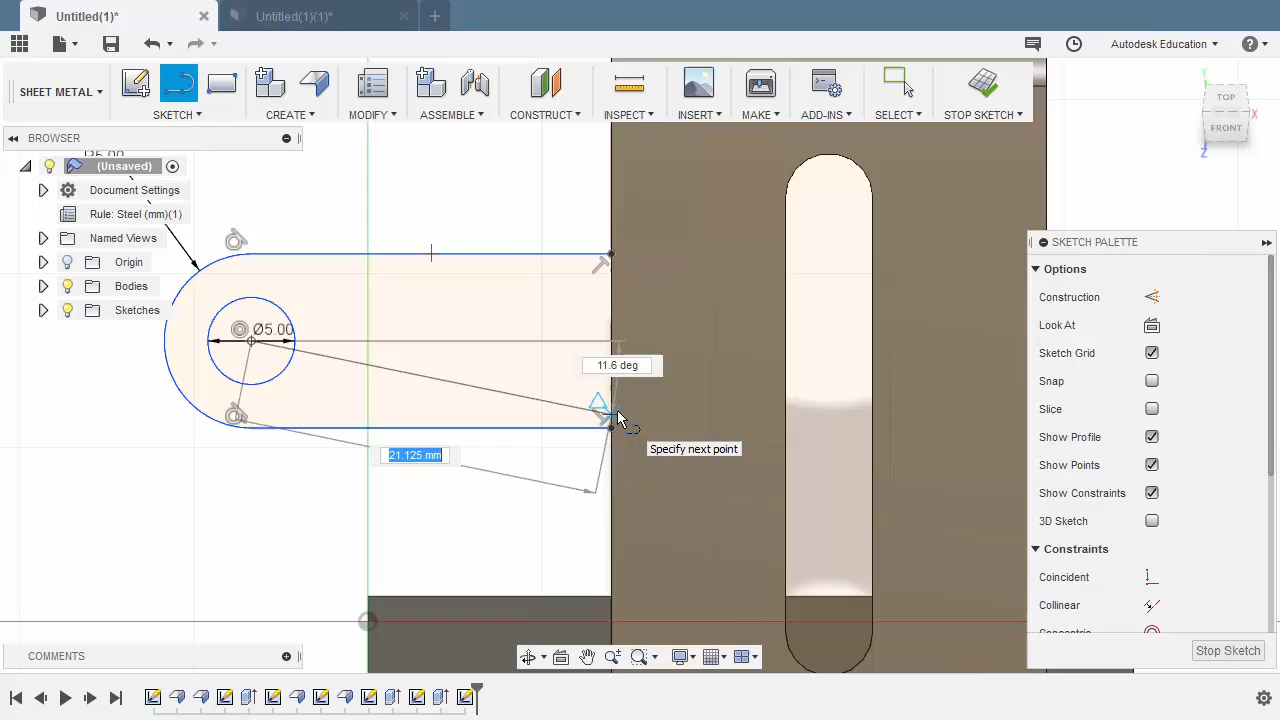 Untitled(1)*
Untitled(1)(1)*
Autodesk Education
SHEET METAL
SKETCH
CREATE
MODIFY
ASSEMBLE
CONSTRUCT
INSPECT
INSERT
MAKE
ADD-INS
SELECT
STOP SKETCH
TOP
FRONT
Y
X
Z
BROWSER
R5.00
(Unsaved)
Document Settings
Rule: Steel (mm)(1)
Named Views
Origin
Bodies
Sketches
Ø5.00
11.6 deg
21.125 mm
Specify next point
SKETCH PALETTE
Options
Construction
Look At
Sketch Grid
Snap
Slice
Show Profile
Show Points
Show Constraints
3D Sketch
Constraints
Coincident
Collinear
Concentric
Stop Sketch
COMMENTS